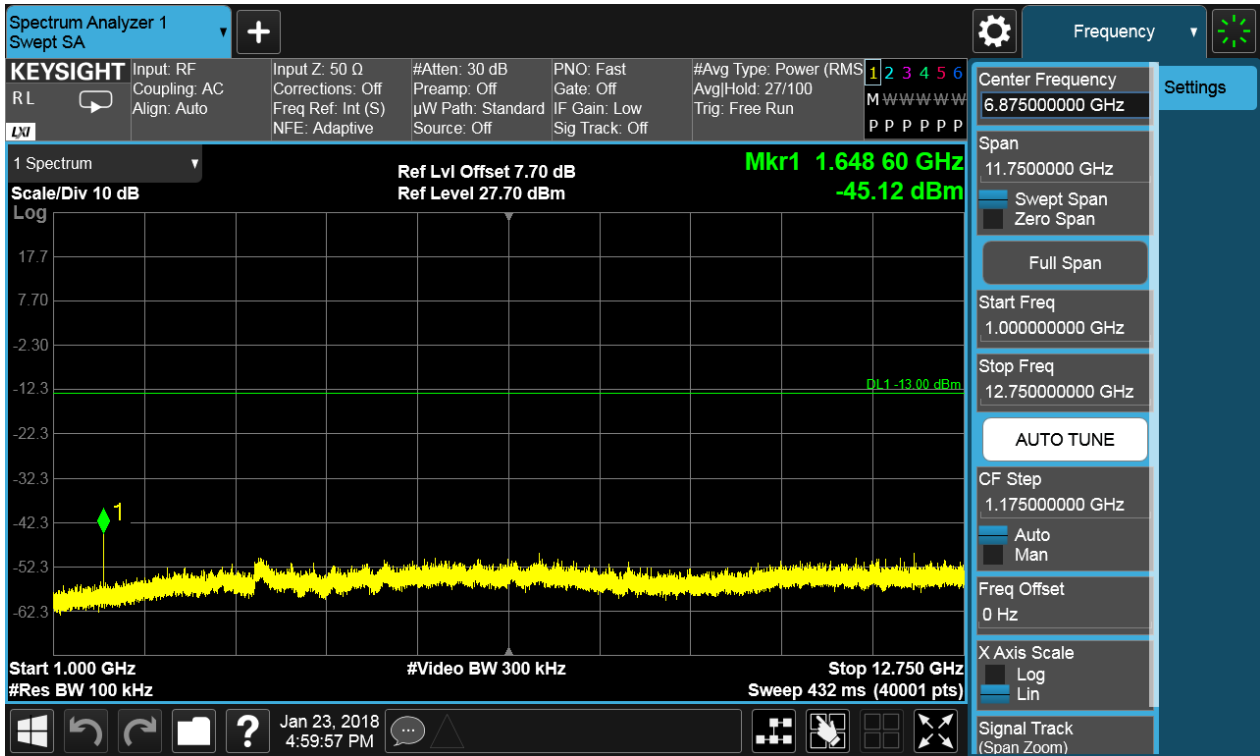 Spectrum Analyzer 1
Swept SA
+
Frequency
KEYSIGHT
RL
LXI
Input: RF
Coupling: AC
Align: Auto
Input Z: 50 Ω
Corrections: Off
Freq Ref: Int (S)
NFE: Adaptive
#Atten: 30 dB
Preamp: Off
µW Path: Standard
Source: Off
PNO: Fast
Gate: Off
IF Gain: Low
Sig Track: Off
#Avg Type: Power (RMS
Avg|Hold: 27/100
Trig: Free Run
1 2 3 4 5 6
M W W W W W
P P P P P P
1 Spectrum
Scale/Div 10 dB
Log
Ref Lvl Offset 7.70 dB
Ref Level 27.70 dBm
Mkr1 1.648 60 GHz
-45.12 dBm
17.7
7.70
-2.30
-12.3
-22.3
-32.3
-42.3
-52.3
-62.3
DL1 -13.00 dBm
1
Start 1.000 GHz
#Res BW 100 kHz
#Video BW 300 kHz
Stop 12.750 GHz
Sweep 432 ms (40001 pts)
Center Frequency
6.875000000 GHz
Settings
Span
11.7500000 GHz
Swept Span
Zero Span
Full Span
Start Freq
1.000000000 GHz
Stop Freq
12.750000000 GHz
AUTO TUNE
CF Step
1.175000000 GHz
Auto
Man
Freq Offset
0 Hz
X Axis Scale
Log
Lin
Signal Track
(Span Zoom)
?
Jan 23, 2018
4:59:57 PM